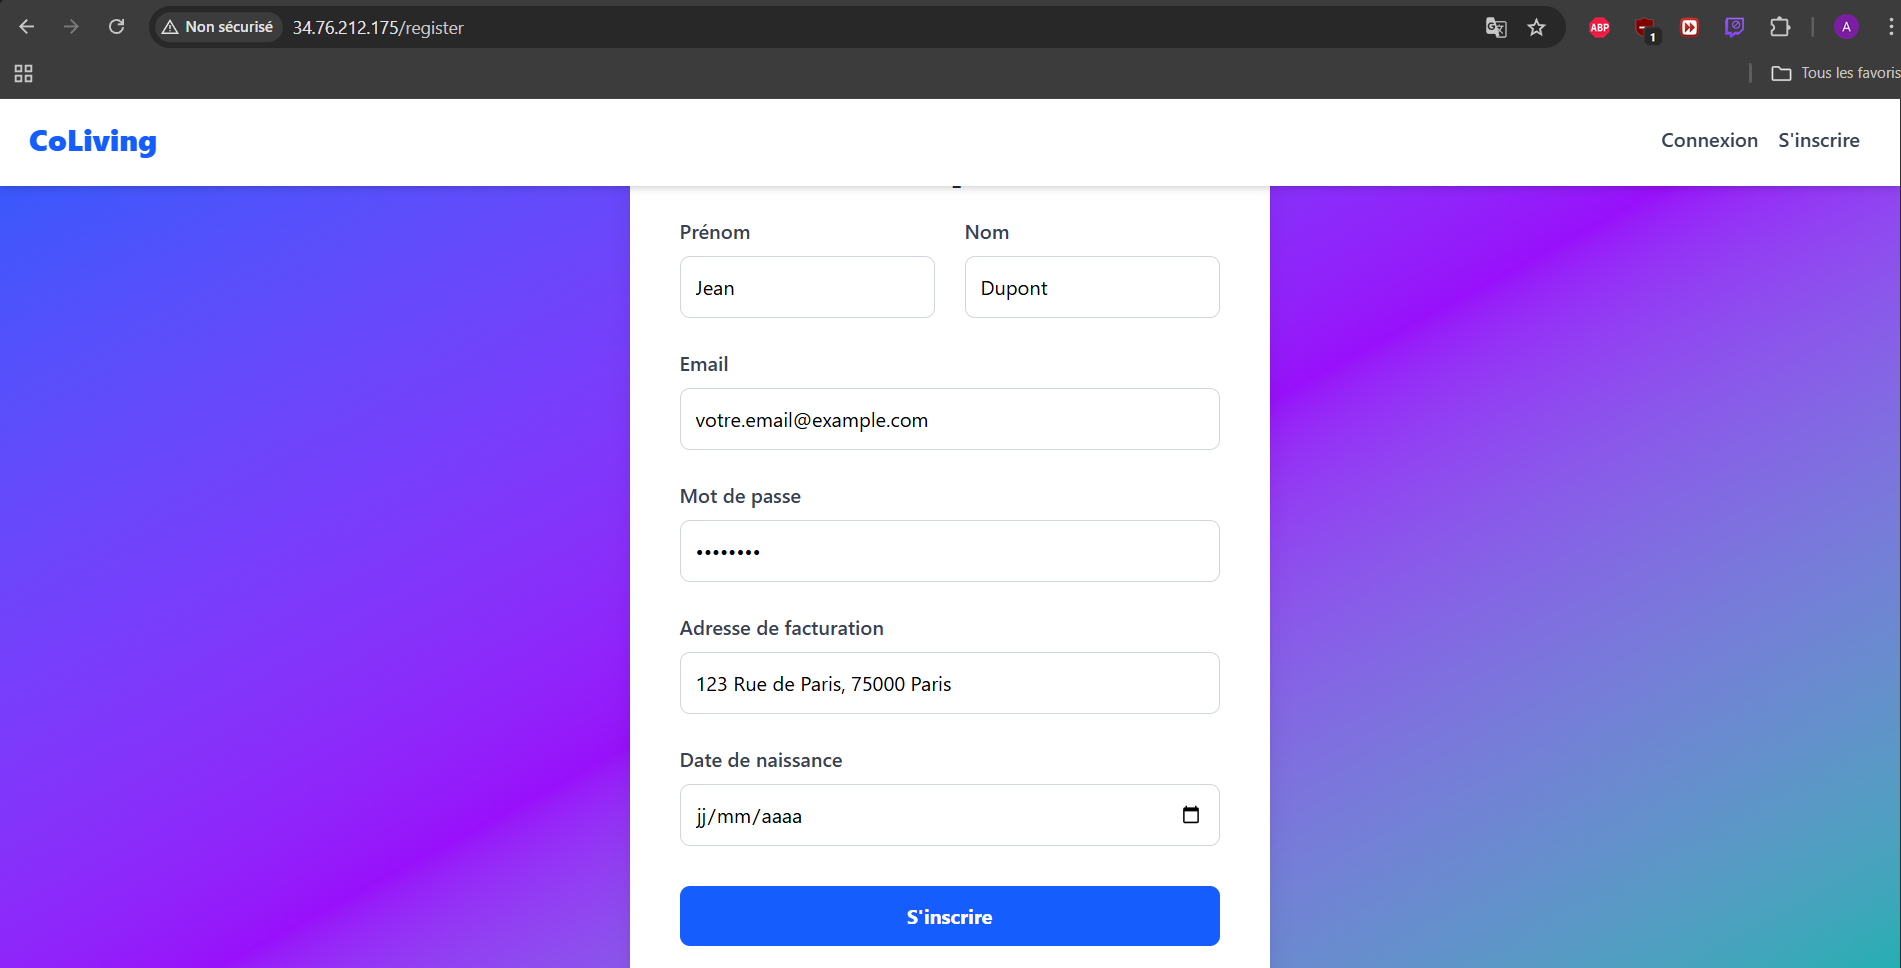 Non sécurisé 34.76.212.175/register
ABP 1 A
Tous les favoris
CoLiving Connexion S'inscrire
Prénom Nom
Jean Dupont
Email
votre.email@example.com
Mot de passe
••••••••
Adresse de facturation
123 Rue de Paris, 75000 Paris
Date de naissance
jj/mm/aaaa
S'inscrire